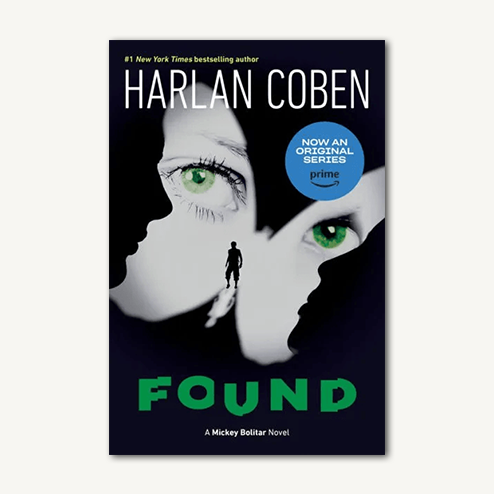 #1 New York Times bestselling author
HARLAN COBEN
NOW AN
ORIGINAL
SERIES
prime
FOUND
A Mickey Bolitar Novel